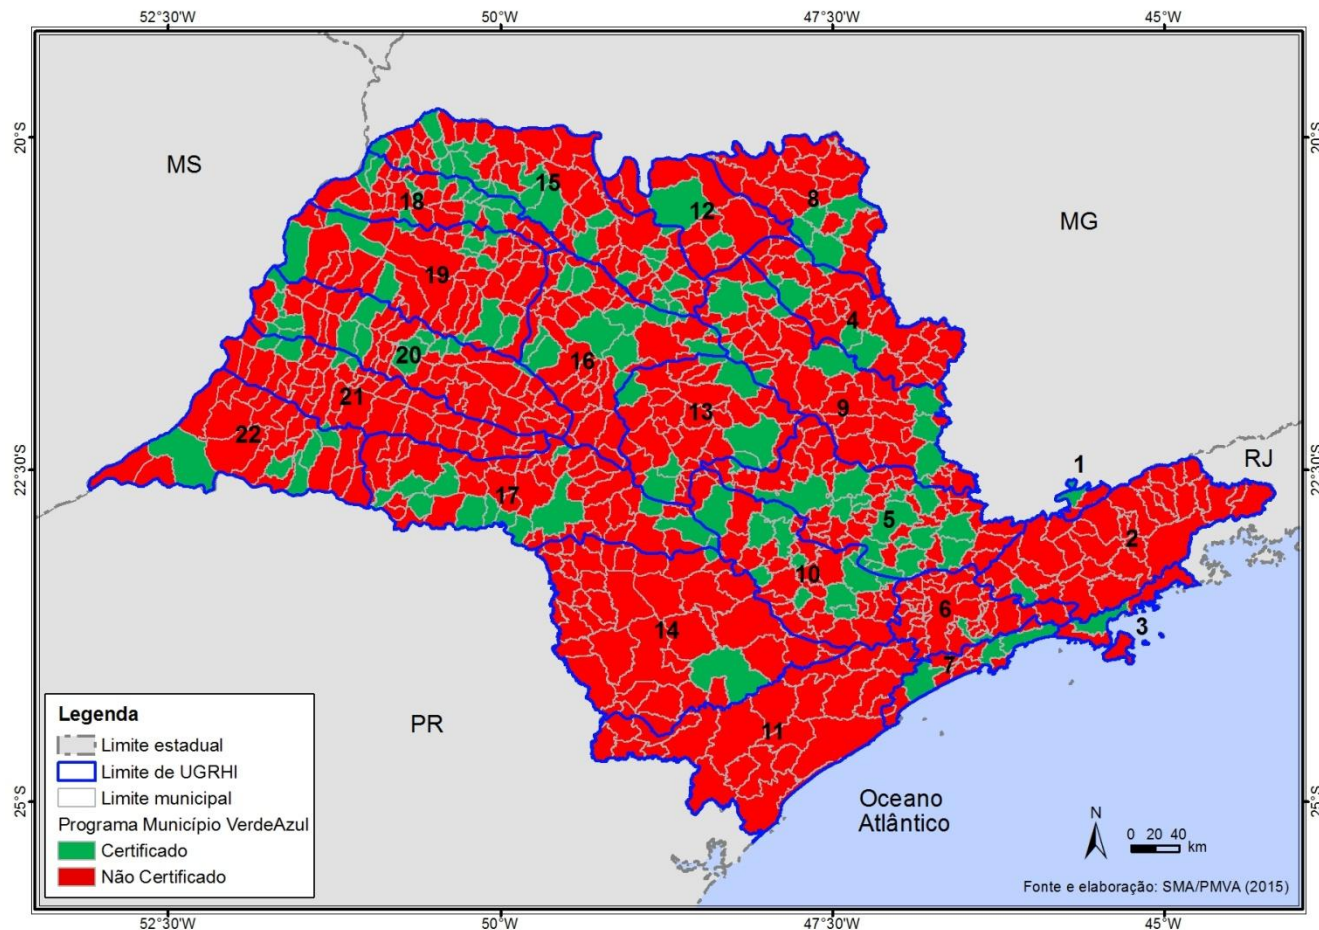 52°30'W 50°W 47°30'W 45°W
20°S 20°S
MS
MG
15
18
12
8
19
4
20
16
21
13
9
22
1
RJ
22°30'S 22°30'S
17
5
2
10
6
3
14
7
PR
11
Oceano
Atlântico
25°S 25°S
Legenda
Limite estadual
Limite de UGRHI
Limite municipal
Programa Município VerdeAzul
Certificado
Não Certificado
N
0 20 40
km
Fonte e elaboração: SMA/PMVA (2015)
52°30'W 50°W 47°30'W 45°W